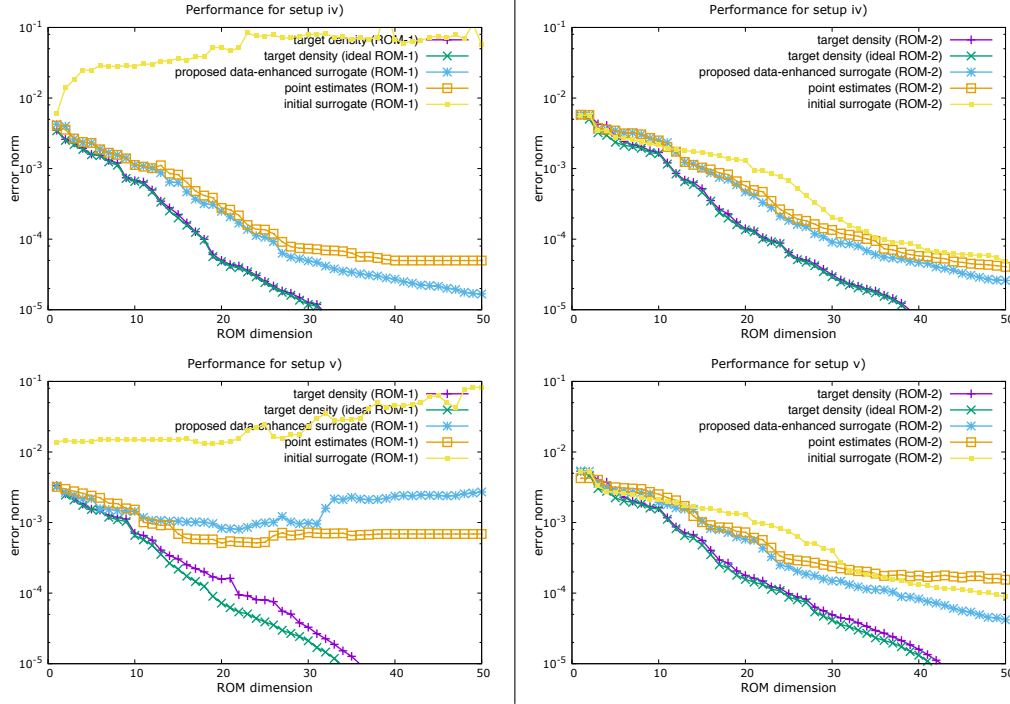 Performance for setup iv)
10⁻¹
target density (ROM-1)
target density (ideal ROM-1)
proposed data-enhanced surrogate (ROM-1)
point estimates (ROM-1)
initial surrogate (ROM-1)
10⁻²
10⁻³
10⁻⁴
10⁻⁵
error norm
0 10 20 30 40 50
ROM dimension
Performance for setup iv)
10⁻¹
target density (ROM-2)
target density (ideal ROM-2)
proposed data-enhanced surrogate (ROM-2)
point estimates (ROM-2)
initial surrogate (ROM-2)
10⁻²
10⁻³
10⁻⁴
10⁻⁵
error norm
0 10 20 30 40 50
ROM dimension
Performance for setup v)
10⁻¹
target density (ROM-1)
target density (ideal ROM-1)
proposed data-enhanced surrogate (ROM-1)
point estimates (ROM-1)
initial surrogate (ROM-1)
10⁻²
10⁻³
10⁻⁴
10⁻⁵
error norm
0 10 20 30 40 50
ROM dimension
Performance for setup v)
10⁻¹
target density (ROM-2)
target density (ideal ROM-2)
proposed data-enhanced surrogate (ROM-2)
point estimates (ROM-2)
initial surrogate (ROM-2)
10⁻²
10⁻³
10⁻⁴
10⁻⁵
error norm
0 10 20 30 40 50
ROM dimension